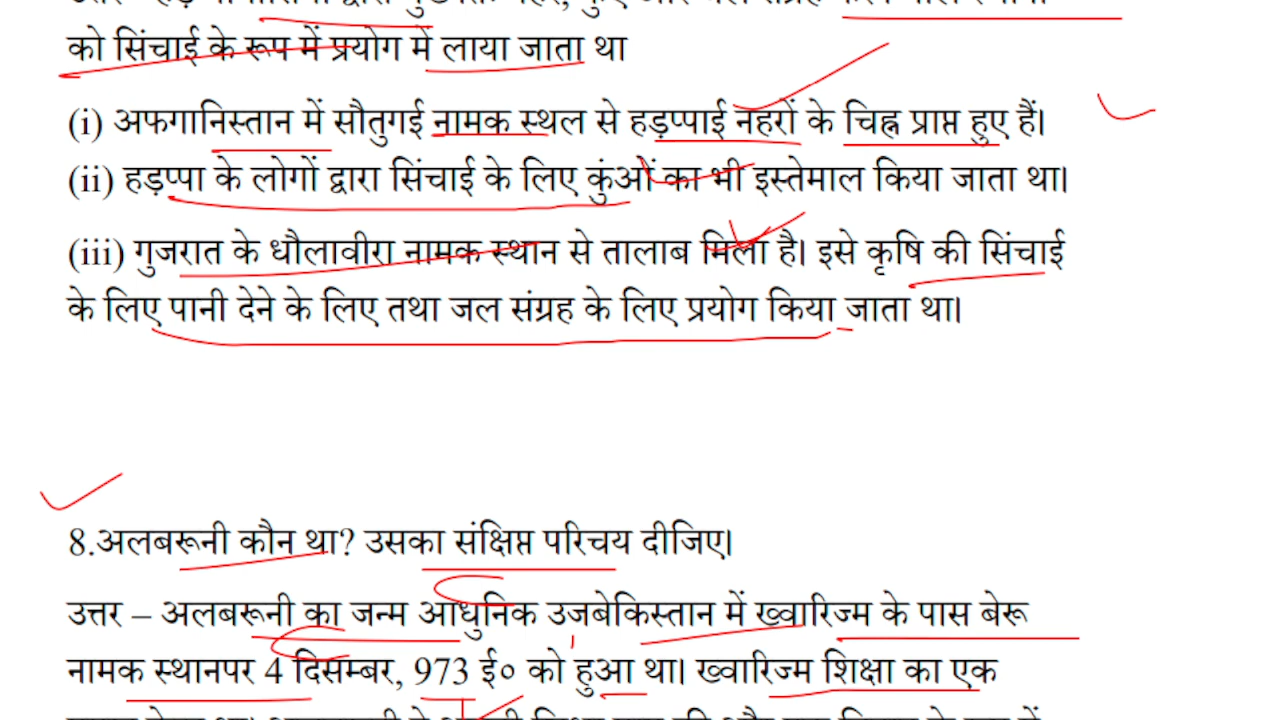 को सिंचाई के रूप में प्रयोग में लाया जाता था
(i) अफगानिस्तान में सौतुगई नामक स्थल से हड़प्पाई नहरों के चिह्न प्राप्त हुए हैं।
(ii) हड़प्पा के लोगों द्वारा सिंचाई के लिए कुंओं का भी इस्तेमाल किया जाता था।
(iii) गुजरात के धौलावीरा नामक स्थान से तालाब मिला है। इसे कृषि की सिंचाई
के लिए पानी देने के लिए तथा जल संग्रह के लिए प्रयोग किया जाता था।
8.अलबरूनी कौन था? उसका संक्षिप्त परिचय दीजिए।
उत्तर – अलबरूनी का जन्म आधुनिक उजबेकिस्तान में ख्वारिज्म के पास बेरू
नामक स्थानपर 4 दिसम्बर, 973 ई० को हुआ था। ख्वारिज्म शिक्षा का एक